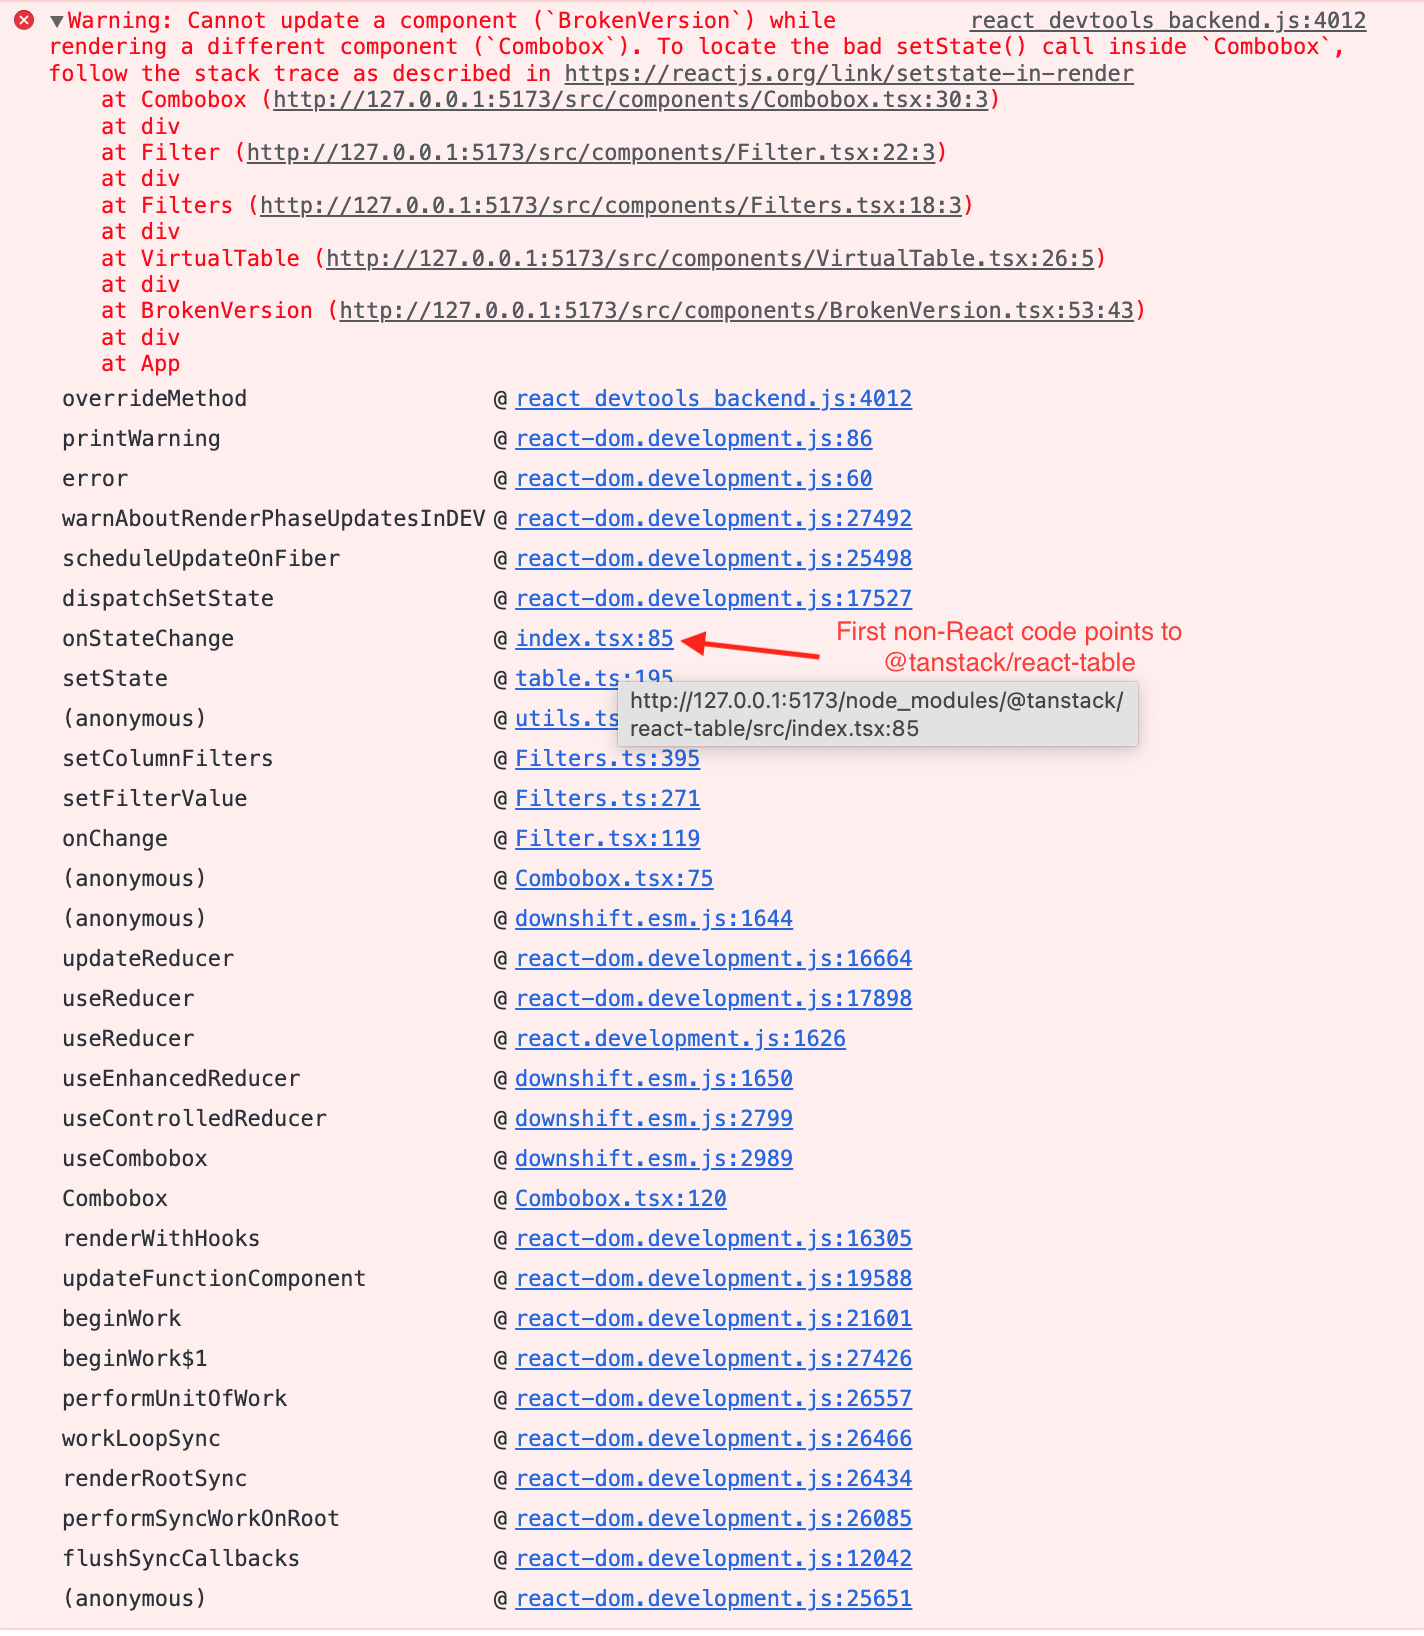 ▼Warning: Cannot update a component (`BrokenVersion`) while react_devtools_backend.js:4012
rendering a different component (`Combobox`). To locate the bad setState() call inside `Combobox`,
follow the stack trace as described in https://reactjs.org/link/setstate-in-render
at Combobox (http://127.0.0.1:5173/src/components/Combobox.tsx:30:3)
at div
at Filter (http://127.0.0.1:5173/src/components/Filter.tsx:22:3)
at div
at Filters (http://127.0.0.1:5173/src/components/Filters.tsx:18:3)
at div
at VirtualTable (http://127.0.0.1:5173/src/components/VirtualTable.tsx:26:5)
at div
at BrokenVersion (http://127.0.0.1:5173/src/components/BrokenVersion.tsx:53:43)
at div
at App
overrideMethod @ react_devtools_backend.js:4012
printWarning @ react-dom.development.js:86
error @ react-dom.development.js:60
warnAboutRenderPhaseUpdatesInDEV @ react-dom.development.js:27492
scheduleUpdateOnFiber @ react-dom.development.js:25498
dispatchSetState @ react-dom.development.js:17527
onStateChange @ index.tsx:85
First non-React code points to
@tanstack/react-table
setState @ table.ts:195
http://127.0.0.1:5173/node_modules/@tanstack/
react-table/src/index.tsx:85
(anonymous) @ utils.ts
setColumnFilters @ Filters.ts:395
setFilterValue @ Filters.ts:271
onChange @ Filter.tsx:119
(anonymous) @ Combobox.tsx:75
(anonymous) @ downshift.esm.js:1644
updateReducer @ react-dom.development.js:16664
useReducer @ react-dom.development.js:17898
useReducer @ react.development.js:1626
useEnhancedReducer @ downshift.esm.js:1650
useControlledReducer @ downshift.esm.js:2799
useCombobox @ downshift.esm.js:2989
Combobox @ Combobox.tsx:120
renderWithHooks @ react-dom.development.js:16305
updateFunctionComponent @ react-dom.development.js:19588
beginWork @ react-dom.development.js:21601
beginWork$1 @ react-dom.development.js:27426
performUnitOfWork @ react-dom.development.js:26557
workLoopSync @ react-dom.development.js:26466
renderRootSync @ react-dom.development.js:26434
performSyncWorkOnRoot @ react-dom.development.js:26085
flushSyncCallbacks @ react-dom.development.js:12042
(anonymous) @ react-dom.development.js:25651